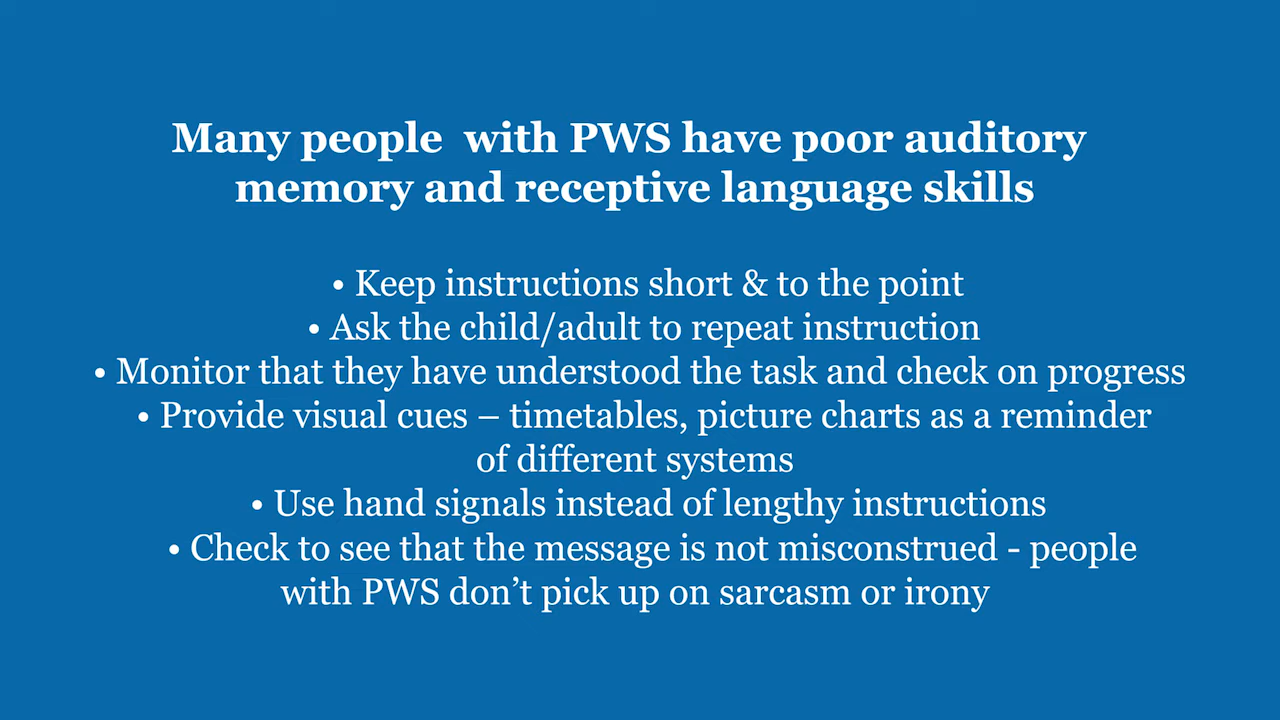 Many people  with PWS have poor auditory
memory and receptive language skills
• Keep instructions short & to the point
• Ask the child/adult to repeat instruction
• Monitor that they have understood the task and check on progress
• Provide visual cues – timetables, picture charts as a reminder
of different systems
• Use hand signals instead of lengthy instructions
• Check to see that the message is not misconstrued - people
with PWS don’t pick up on sarcasm or irony